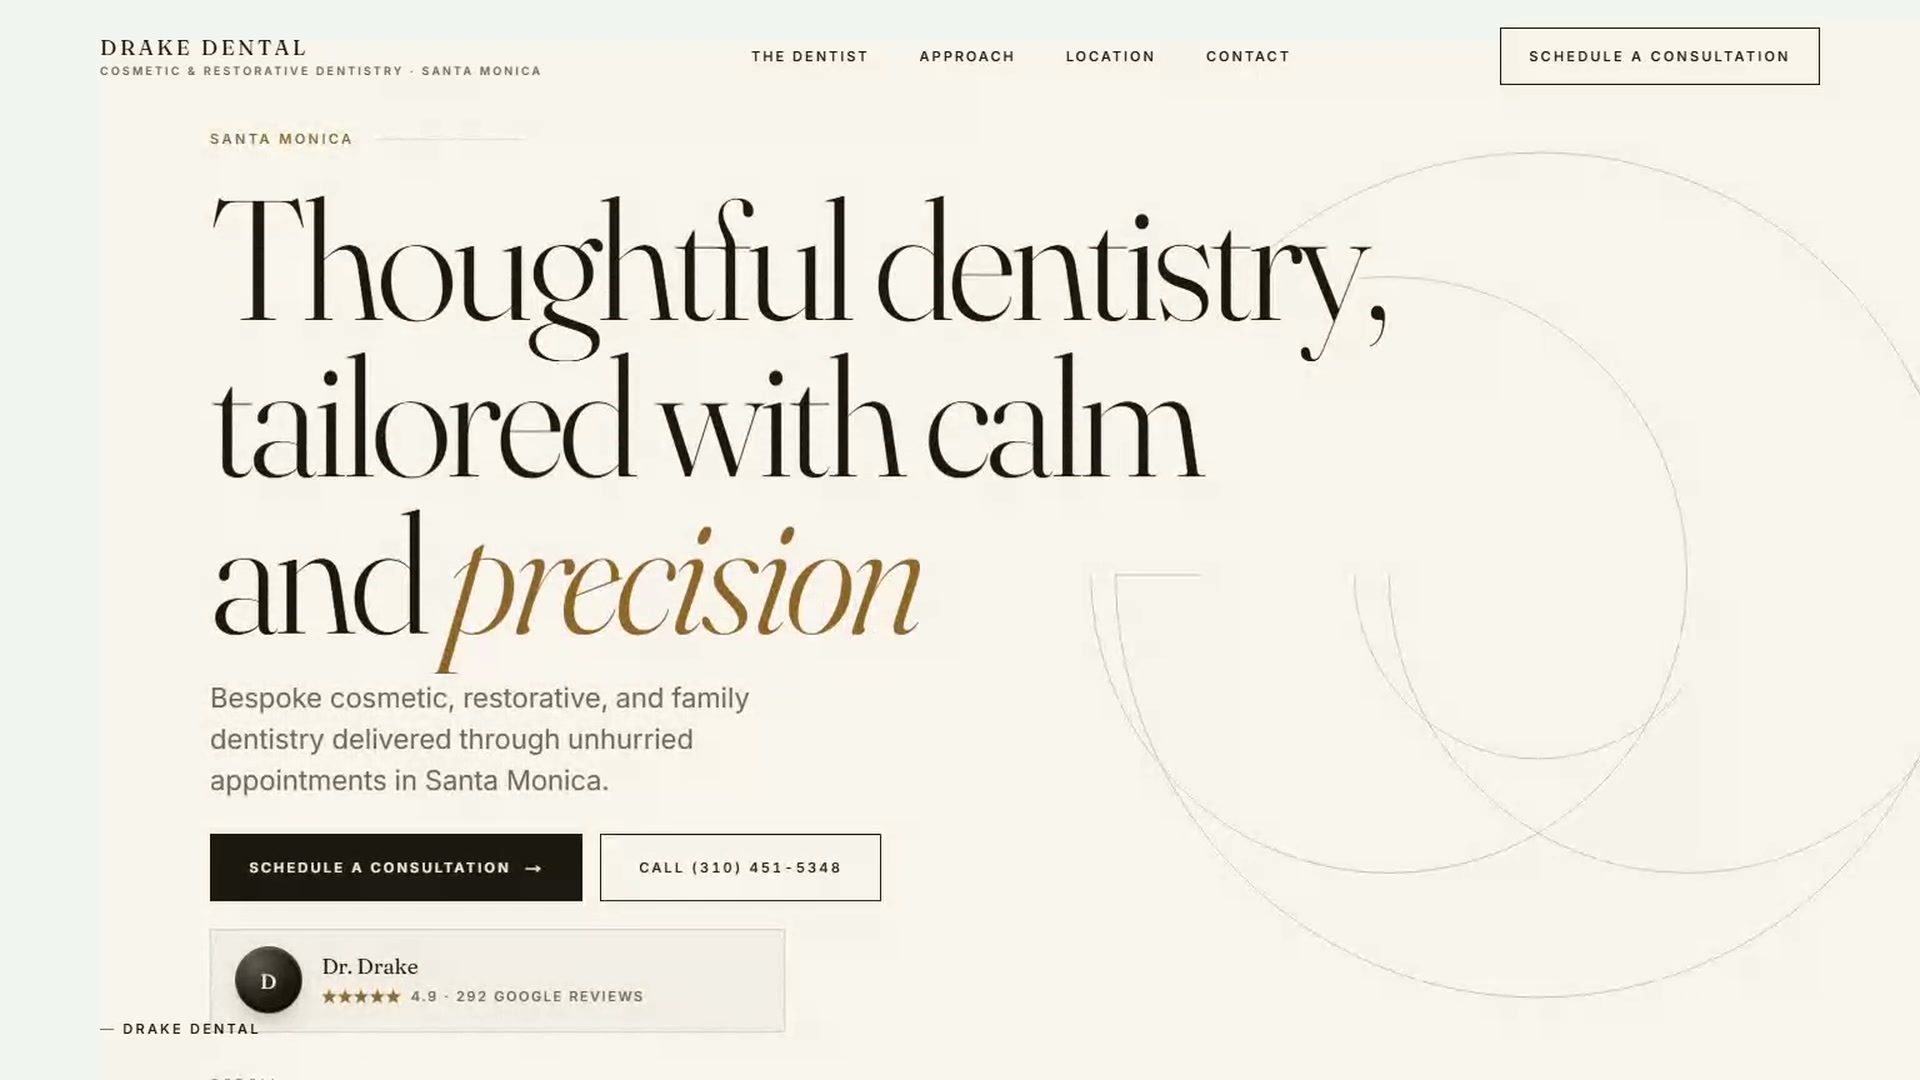 DRAKE DENTAL
COSMETIC & RESTORATIVE DENTISTRY · SANTA MONICA
THE DENTIST
APPROACH
LOCATION
CONTACT
SCHEDULE A CONSULTATION
SANTA MONICA
Thoughtful dentistry,
tailored with calm
and precision
Bespoke cosmetic, restorative, and family
dentistry delivered through unhurried
appointments in Santa Monica.
SCHEDULE A CONSULTATION →
CALL (310) 451-5348
D
Dr. Drake
★★★★★ 4.9 · 292 GOOGLE REVIEWS
— DRAKE DENTAL